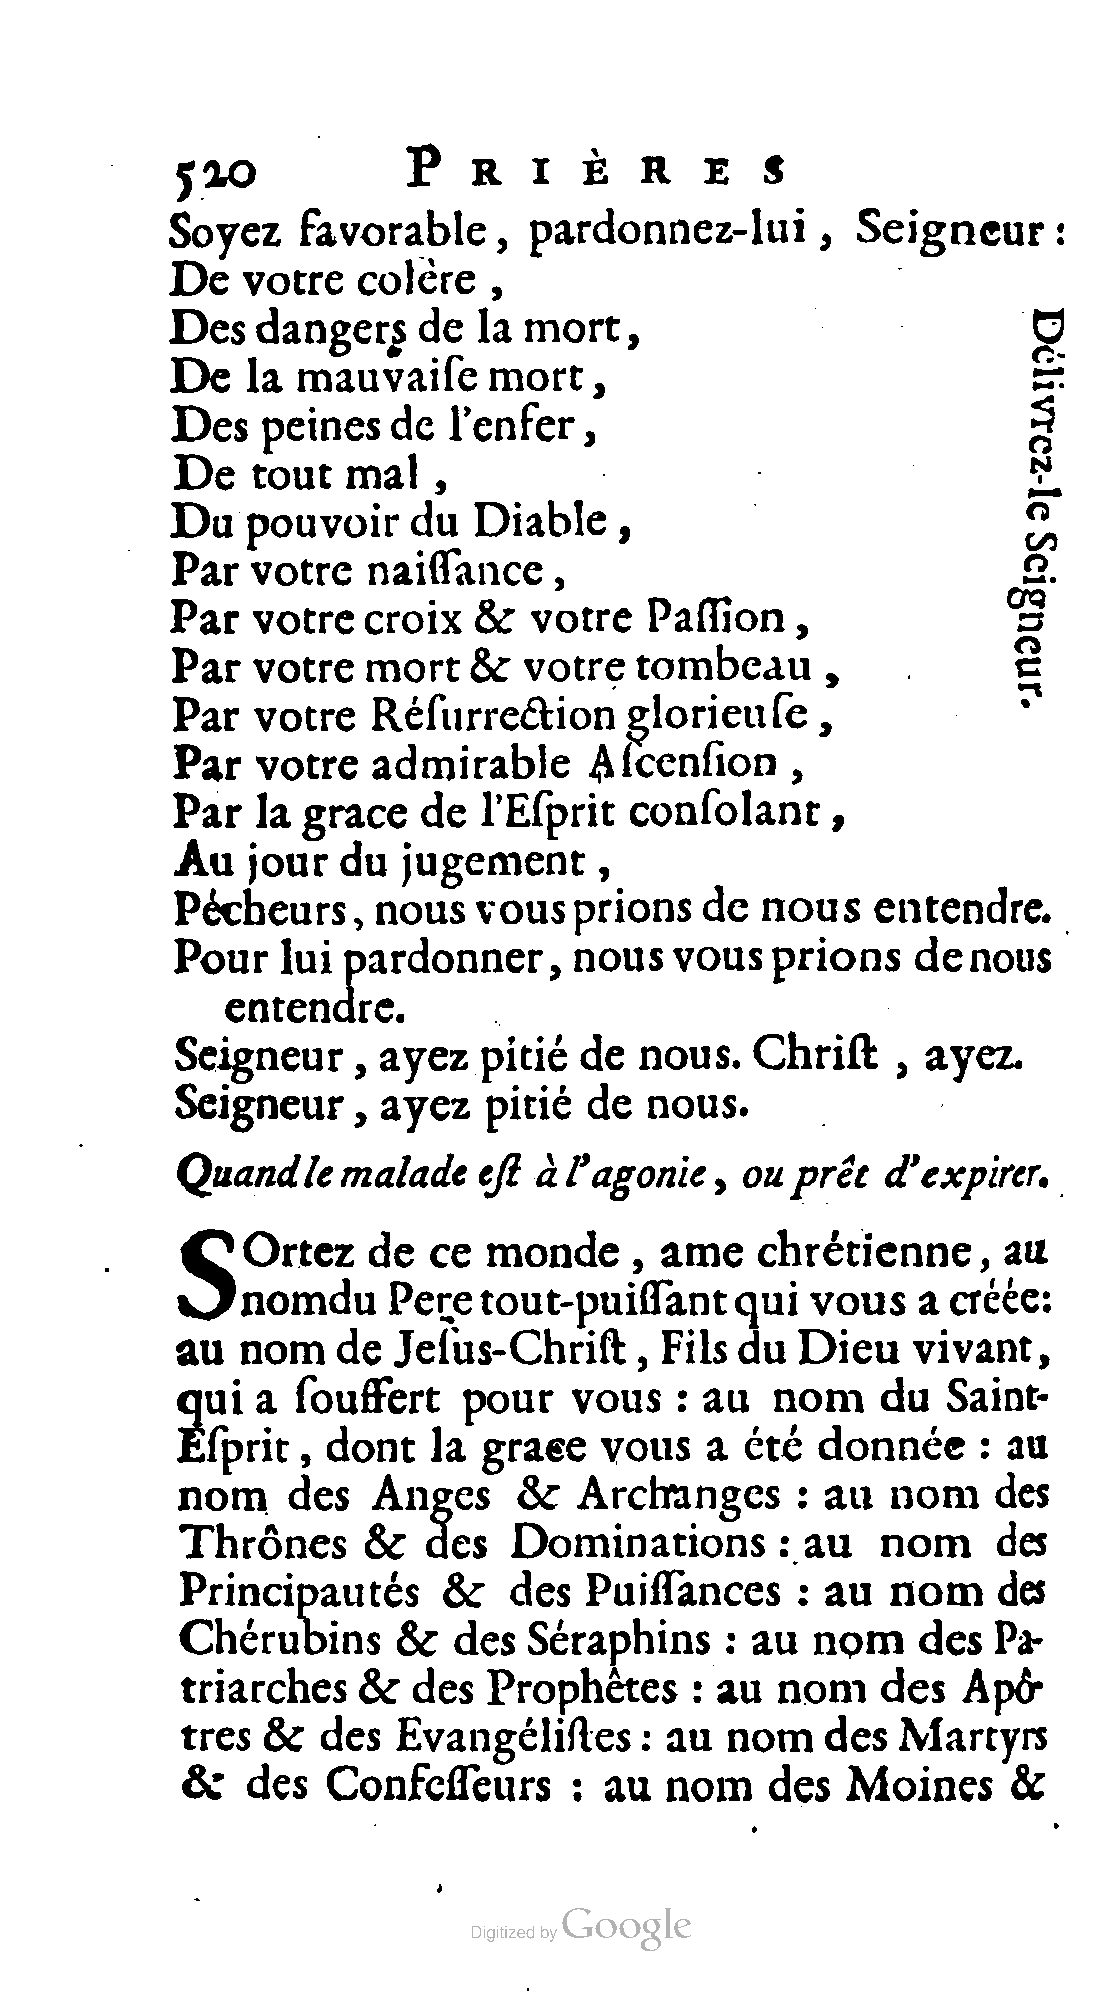 520 PRIÈRES
Soyez favorable, pardonnez-lui, Seigneur :
De votre colère,
Des dangers de la mort,
De la mauvaiſe mort,
Des peines de l'enfer,
De tout mal,
Du pouvoir du Diable,
Par votre naiſſance,
Par votre croix & votre Paſſion,
Par votre mort & votre tombeau,
Par votre Réſurrection glorieuſe,
Par votre admirable Aſcenſion,
Par la grace de l'Eſprit conſolant,
Au jour du jugement,
Délivrez-le Seigneur.
Pécheurs, nous vous prions de nous entendre.
Pour lui pardonner, nous vous prions de nous
entendre.
Seigneur, ayez pitié de nous. Chriſt, ayez.
Seigneur, ayez pitié de nous.
Quand le malade eſt à l'agonie, ou prêt d'expirer.
SOrtez de ce monde, ame chrétienne, au
nom du Pere tout-puiſſant qui vous a créée:
au nom de Jeſus-Chriſt, Fils du Dieu vivant,
qui a ſouffert pour vous : au nom du Saint-
Eſprit, dont la grace vous a été donnée : au
nom des Anges & Archanges : au nom des
Thrônes & des Dominations : au nom des
Principautés & des Puiſſances : au nom des
Chérubins & des Séraphins : au nom des Pa-
triarches & des Prophêtes : au nom des Apô-
tres & des Evangéliſtes : au nom des Martyrs
& des Confeſſeurs : au nom des Moines &
Digitized by Google